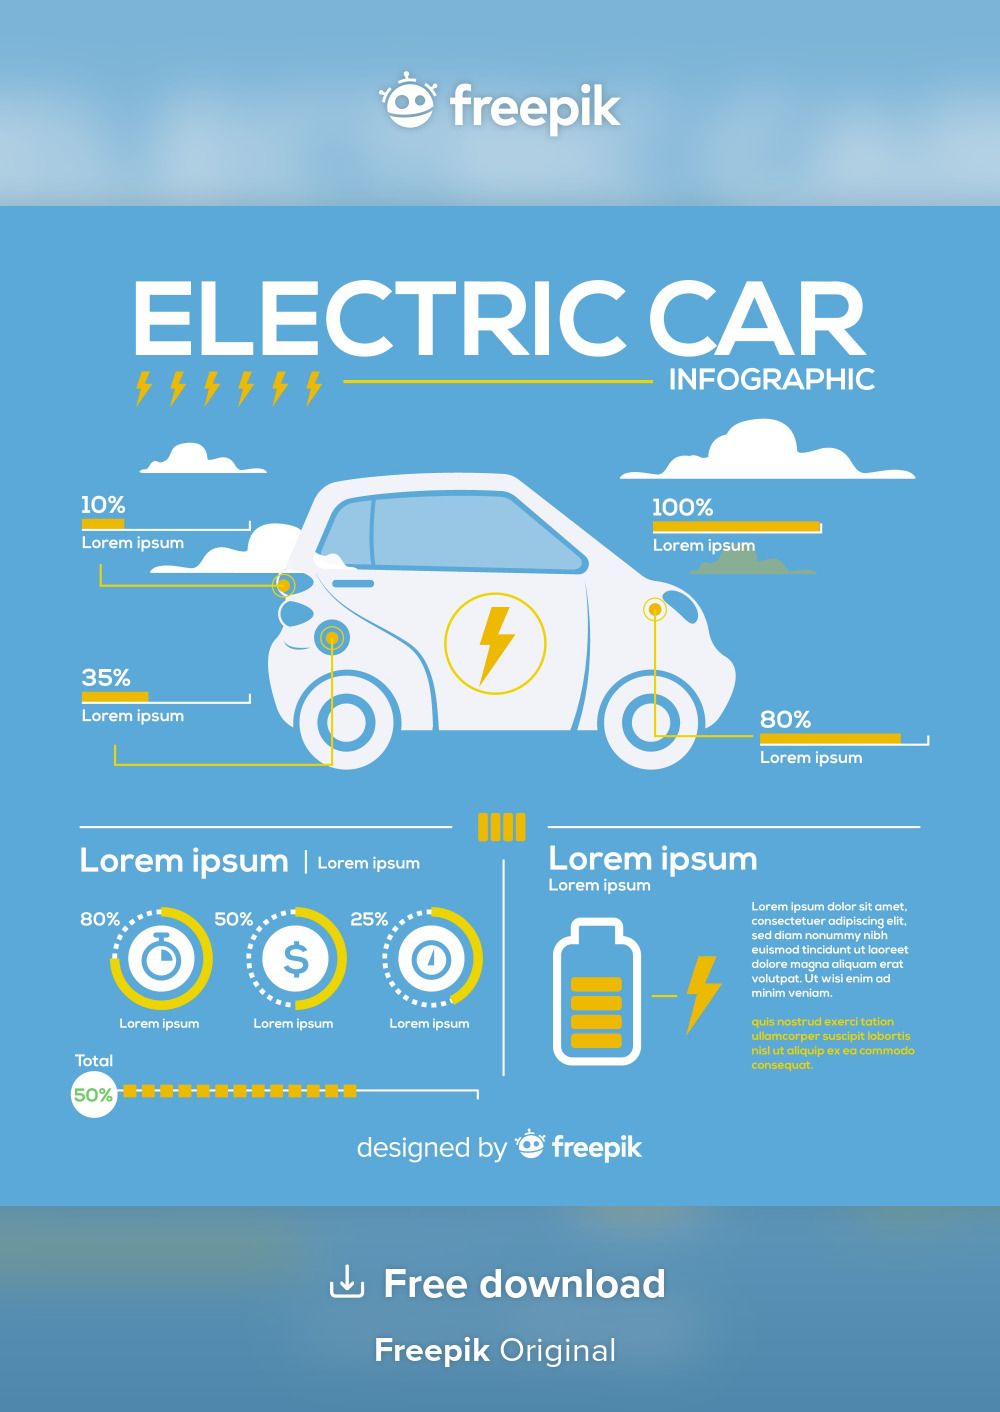 freepik
ELECTRIC CAR
INFOGRAPHIC
10%
Lorem ipsum
100%
Lorem ipsum
35%
Lorem ipsum
80%
Lorem ipsum
Lorem ipsum | Lorem ipsum
80%
50%
25%
$
Lorem ipsum
Lorem ipsum
Lorem ipsum
Total
50%
Lorem ipsum
Lorem ipsum
Lorem ipsum dolor sit amet,
consectetuer adipiscing elit,
sed diam nonummy nibh
euismod tincidunt ut laoreet
dolore magna aliquam erat
volutpat. Ut wisi enim ad
minim veniam.
quis nostrud exerci tation
ullamcorper suscipit lobortis
nisl ut aliquip ex ea commodo
consequat.
designed by freepik
Free download
Freepik Original